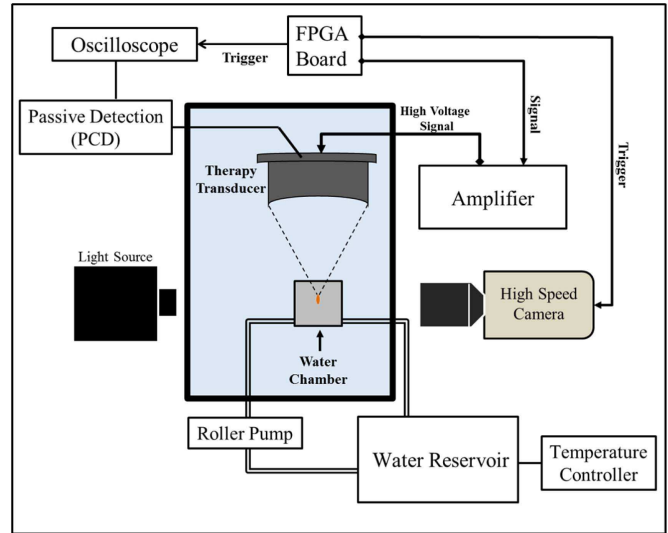 FPGA
Board
Oscilloscope
Trigger
Passive Detection
(PCD)
High Voltage
Signal
Signal
Trigger
Therapy
Transducer
Amplifier
Light Source
High Speed
Camera
Water
Chamber
Roller Pump
Water Reservoir
Temperature
Controller